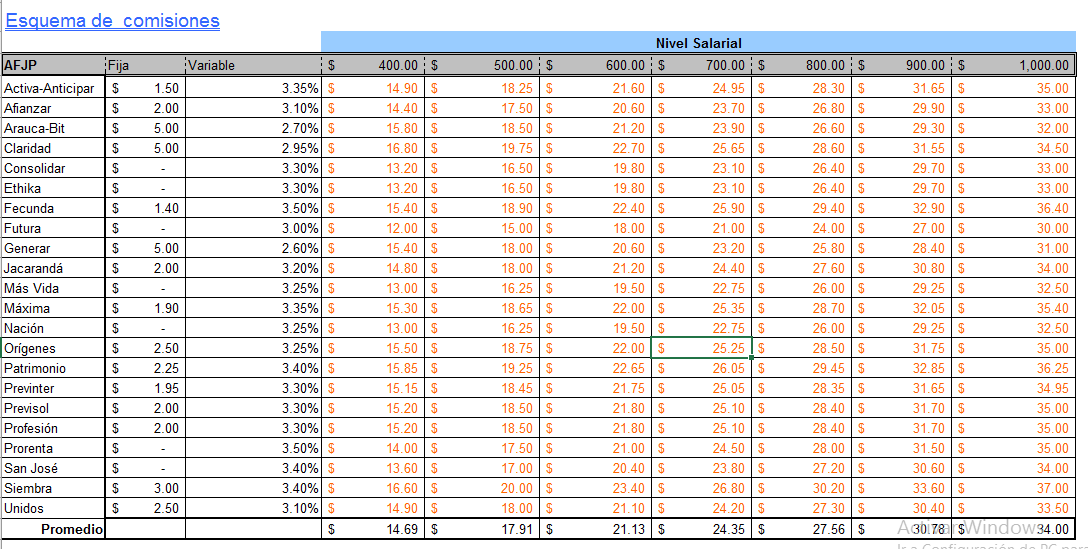 Esquema de comisiones
Nivel Salarial
AFJP Fija Variable $ 400.00 $ 500.00 $ 600.00 $ 700.00 $ 800.00 $ 900.00 $ 1,000.00
Activa-Anticipar $ 1.50 3.35% $ 14.90 $ 18.25 $ 21.60 $ 24.95 $ 28.30 $ 31.65 $ 35.00
Afianzar $ 2.00 3.10% $ 14.40 $ 17.50 $ 20.60 $ 23.70 $ 26.80 $ 29.90 $ 33.00
Arauca-Bit $ 5.00 2.70% $ 15.80 $ 18.50 $ 21.20 $ 23.90 $ 26.60 $ 29.30 $ 32.00
Claridad $ 5.00 2.95% $ 16.80 $ 19.75 $ 22.70 $ 25.65 $ 28.60 $ 31.55 $ 34.50
Consolidar $ - 3.30% $ 13.20 $ 16.50 $ 19.80 $ 23.10 $ 26.40 $ 29.70 $ 33.00
Ethika $ - 3.30% $ 13.20 $ 16.50 $ 19.80 $ 23.10 $ 26.40 $ 29.70 $ 33.00
Fecunda $ 1.40 3.50% $ 15.40 $ 18.90 $ 22.40 $ 25.90 $ 29.40 $ 32.90 $ 36.40
Futura $ - 3.00% $ 12.00 $ 15.00 $ 18.00 $ 21.00 $ 24.00 $ 27.00 $ 30.00
Generar $ 5.00 2.60% $ 15.40 $ 18.00 $ 20.60 $ 23.20 $ 25.80 $ 28.40 $ 31.00
Jacarandá $ 2.00 3.20% $ 14.80 $ 18.00 $ 21.20 $ 24.40 $ 27.60 $ 30.80 $ 34.00
Más Vida $ - 3.25% $ 13.00 $ 16.25 $ 19.50 $ 22.75 $ 26.00 $ 29.25 $ 32.50
Máxima $ 1.90 3.35% $ 15.30 $ 18.65 $ 22.00 $ 25.35 $ 28.70 $ 32.05 $ 35.40
Nación $ - 3.25% $ 13.00 $ 16.25 $ 19.50 $ 22.75 $ 26.00 $ 29.25 $ 32.50
Orígenes $ 2.50 3.25% $ 15.50 $ 18.75 $ 22.00 $ 25.25 $ 28.50 $ 31.75 $ 35.00
Patrimonio $ 2.25 3.40% $ 15.85 $ 19.25 $ 22.65 $ 26.05 $ 29.45 $ 32.85 $ 36.25
Previnter $ 1.95 3.30% $ 15.15 $ 18.45 $ 21.75 $ 25.05 $ 28.35 $ 31.65 $ 34.95
Previsol $ 2.00 3.30% $ 15.20 $ 18.50 $ 21.80 $ 25.10 $ 28.40 $ 31.70 $ 35.00
Profesión $ 2.00 3.30% $ 15.20 $ 18.50 $ 21.80 $ 25.10 $ 28.40 $ 31.70 $ 35.00
Prorenta $ - 3.50% $ 14.00 $ 17.50 $ 21.00 $ 24.50 $ 28.00 $ 31.50 $ 35.00
San José $ - 3.40% $ 13.60 $ 17.00 $ 20.40 $ 23.80 $ 27.20 $ 30.60 $ 34.00
Siembra $ 3.00 3.40% $ 16.60 $ 20.00 $ 23.40 $ 26.80 $ 30.20 $ 33.60 $ 37.00
Unidos $ 2.50 3.10% $ 14.90 $ 18.00 $ 21.10 $ 24.20 $ 27.30 $ 30.40 $ 33.50
Promedio $ 14.69 $ 17.91 $ 21.13 $ 24.35 $ 27.56 $ 30.78 $ 34.00
Activar Windows